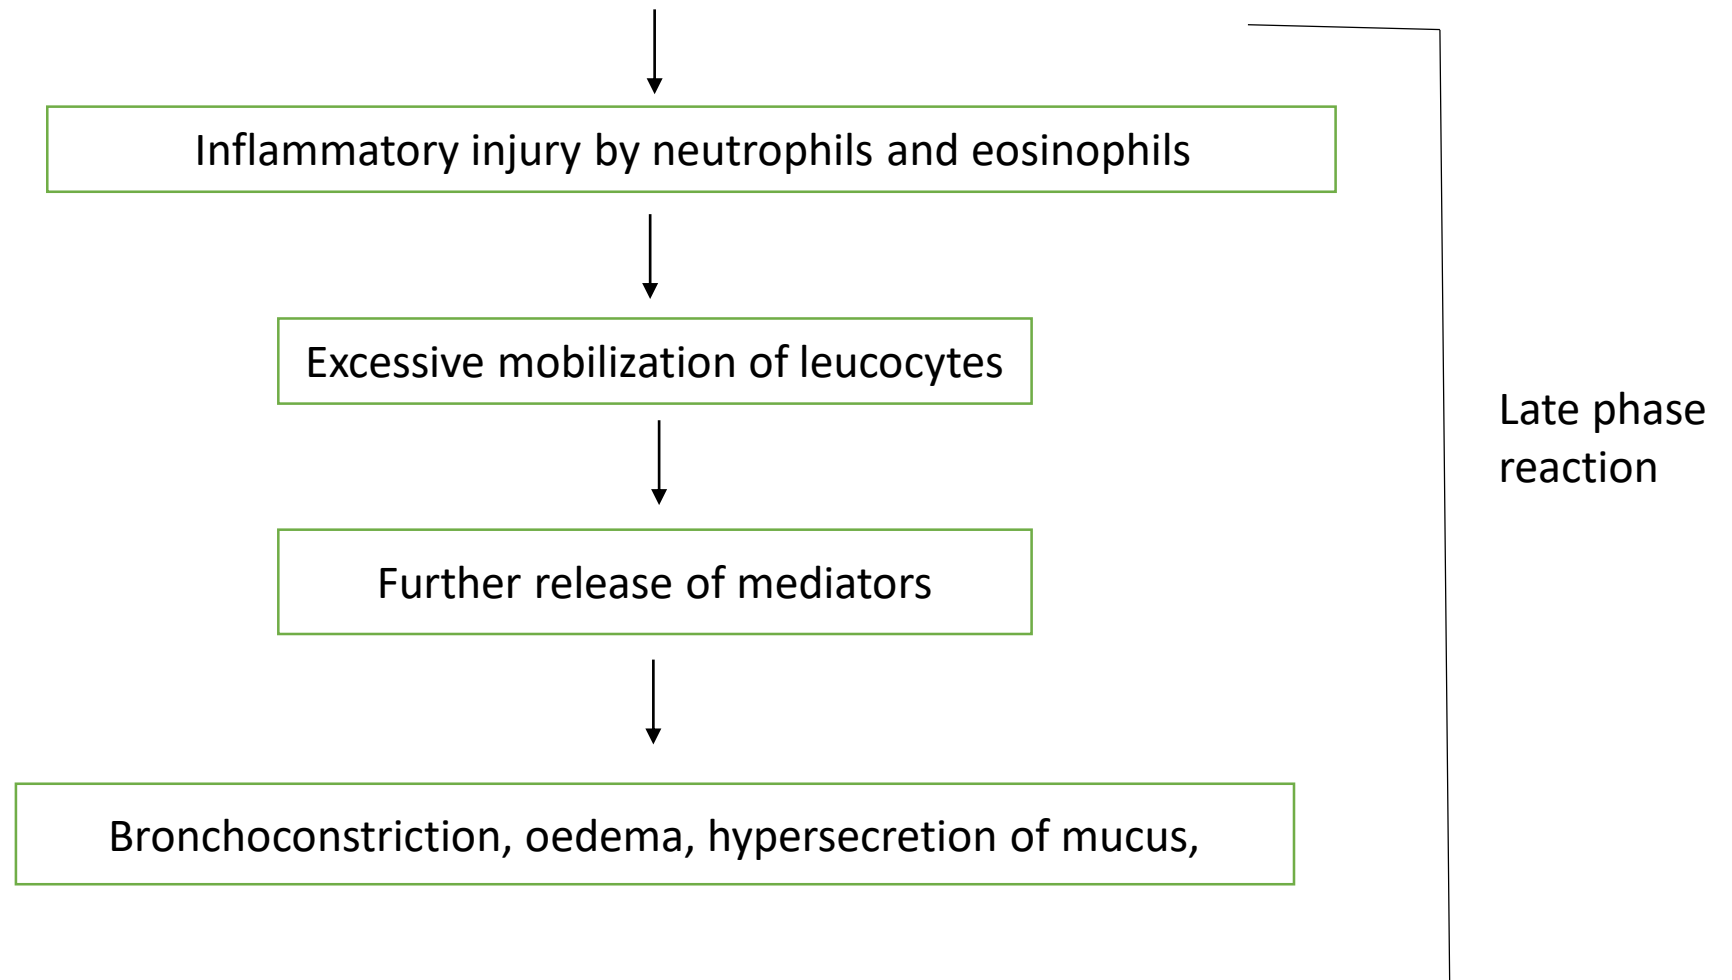 Inflammatory injury by neutrophils and eosinophils
Excessive mobilization of leucocytes
Late phase
reaction
Further release of mediators
Bronchoconstriction, oedema, hypersecretion of mucus,